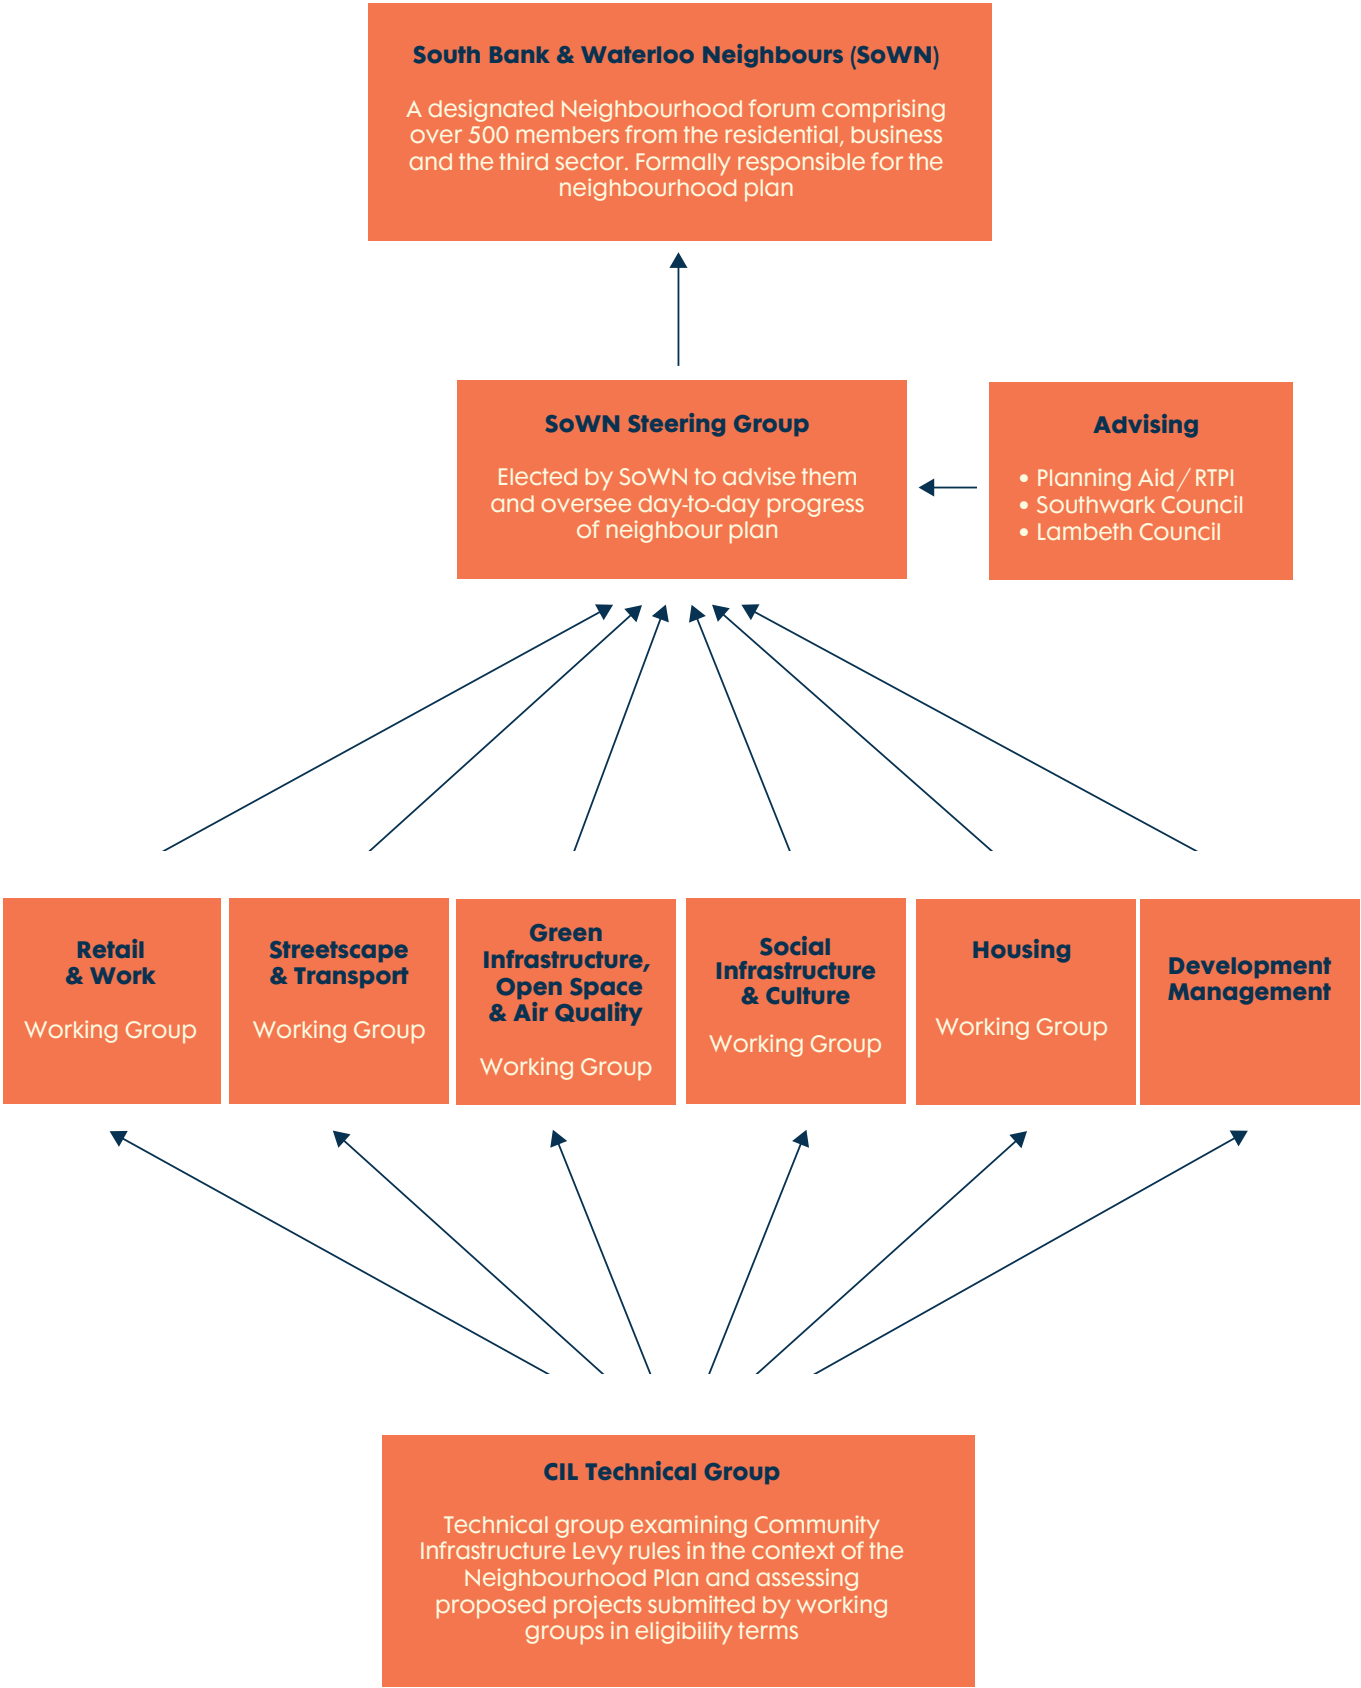 South Bank & Waterloo Neighbours (SoWN)
A designated Neighbourhood forum comprising
over 500 members from the residential, business
and the third sector. Formally responsible for the
neighbourhood plan
SoWN Steering Group
Elected by SoWN to advise them
and oversee day-to-day progress
of neighbour plan
Advising
• Planning Aid / RTPI
• Southwark Council
• Lambeth Council
Retail
& Work
Working Group
Streetscape
& Transport
Working Group
Green
Infrastructure,
Open Space
& Air Quality
Working Group
Social
Infrastructure
& Culture
Working Group
Housing
Working Group
Development
Management
CIL Technical Group
Technical group examining Community
Infrastructure Levy rules in the context of the
Neighbourhood Plan and assessing
proposed projects submitted by working
groups in eligibility terms